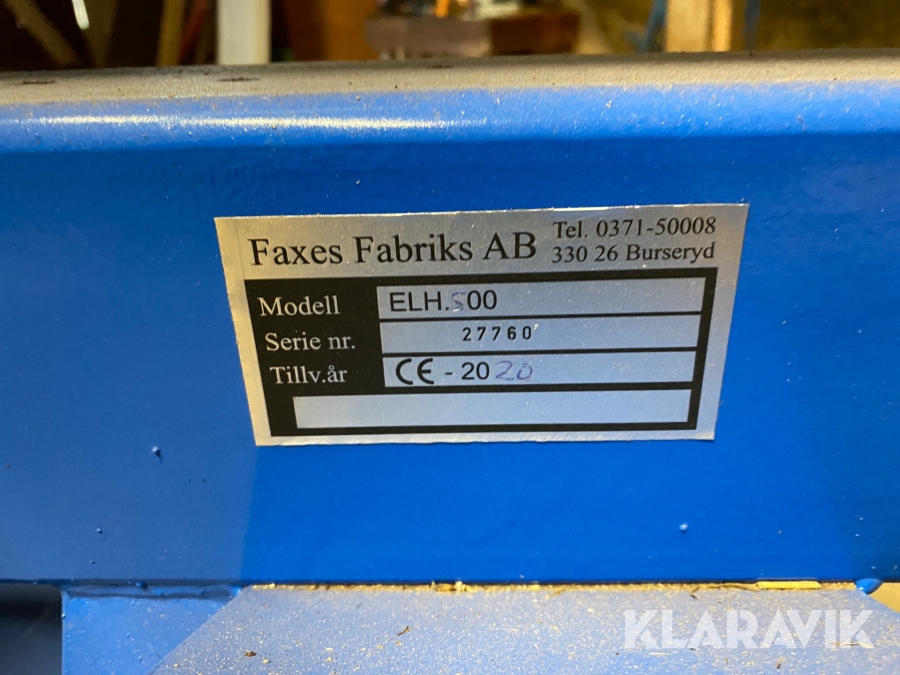 Faxes Fabriks AB
Tel. 0371-50008
330 26 Burseryd
Modell ELH.500
Serie nr. 27760
Tillv.år CE - 2020
KLARAVIK